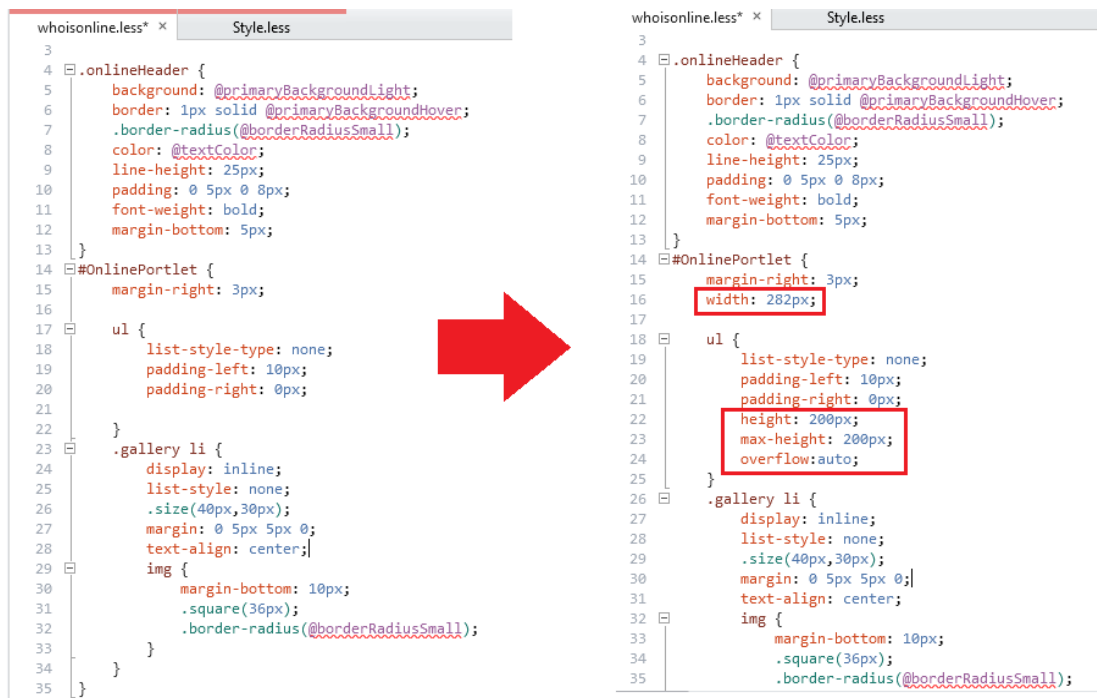 whoisonline.less* × Style.less
3
4 .onlineHeader {
5 background: @primaryBackgroundLight;
6 border: 1px solid @primaryBackgroundHover;
7 .border-radius(@borderRadiusSmall);
8 color: @textColor;
9 line-height: 25px;
10 padding: 0 5px 0 8px;
11 font-weight: bold;
12 margin-bottom: 5px;
13 }
14 #OnlinePortlet {
15 margin-right: 3px;
16
17 ul {
18 list-style-type: none;
19 padding-left: 10px;
20 padding-right: 0px;
21
22 }
23 .gallery li {
24 display: inline;
25 list-style: none;
26 .size(40px,30px);
27 margin: 0 5px 5px 0;
28 text-align: center;
29 img {
30 margin-bottom: 10px;
31 .square(36px);
32 .border-radius(@borderRadiusSmall);
33 }
34 }
35 }
whoisonline.less* × Style.less
3
4 .onlineHeader {
5 background: @primaryBackgroundLight;
6 border: 1px solid @primaryBackgroundHover;
7 .border-radius(@borderRadiusSmall);
8 color: @textColor;
9 line-height: 25px;
10 padding: 0 5px 0 8px;
11 font-weight: bold;
12 margin-bottom: 5px;
13 }
14 #OnlinePortlet {
15 margin-right: 3px;
16 width: 282px;
17
18 ul {
19 list-style-type: none;
20 padding-left: 10px;
21 padding-right: 0px;
22 height: 200px;
23 max-height: 200px;
24 overflow:auto;
25 }
26 .gallery li {
27 display: inline;
28 list-style: none;
29 .size(40px,30px);
30 margin: 0 5px 5px 0;
31 text-align: center;
32 img {
33 margin-bottom: 10px;
34 .square(36px);
35 .border-radius(@borderRadiusSmall);